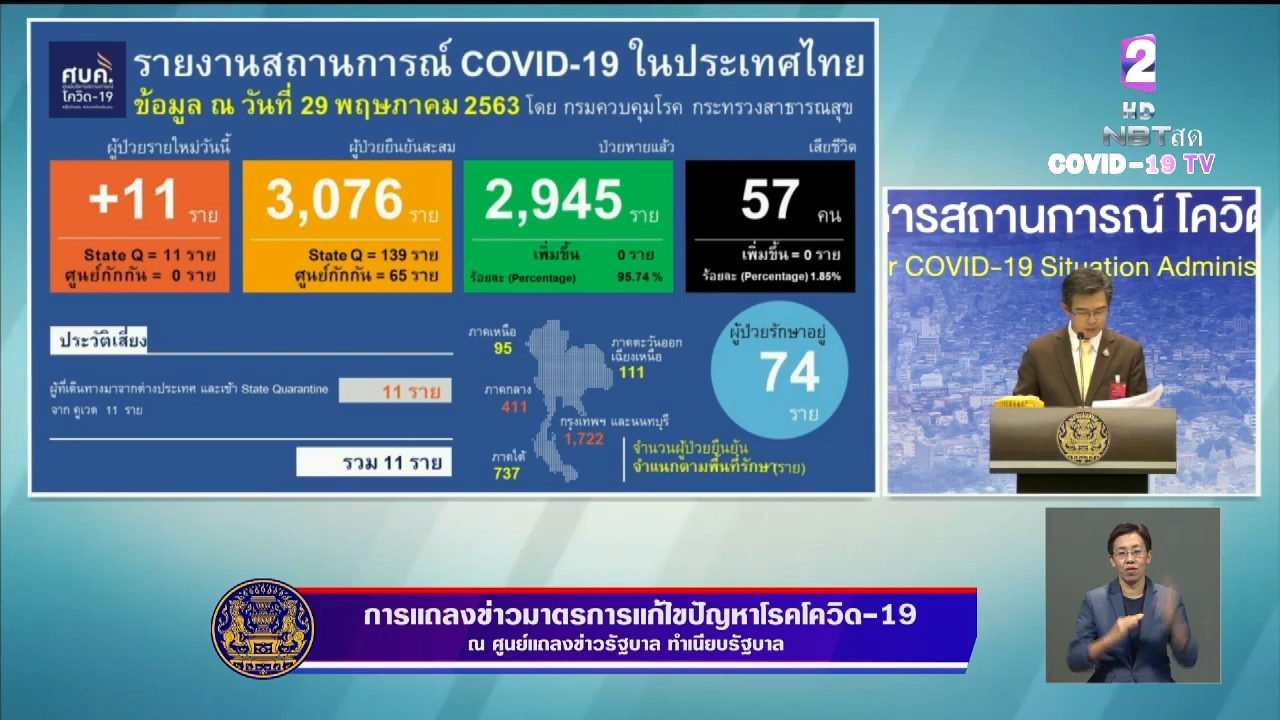 ศบค.
โควิด-19
รายงานสถานการณ์ COVID-19 ในประเทศไทย
ข้อมูล ณ วันที่ 29 พฤษภาคม 2563 โดย กรมควบคุมโรค กระทรวงสาธารณสุข
ผู้ป่วยรายใหม่วันนี้
+11 ราย
State Q = 11 ราย
ศูนย์กักกัน = 0 ราย
ผู้ป่วยยืนยันสะสม
3,076 ราย
State Q = 139 ราย
ศูนย์กักกัน = 65 ราย
ป่วยหายแล้ว
2,945 ราย
เพิ่มขึ้น 0 ราย
ร้อยละ (Percentage) 95.74 %
เสียชีวิต
57 คน
เพิ่มขึ้น = 0 ราย
ร้อยละ (Percentage) 1.85%
ประวัติเสี่ยง
ผู้ที่เดินทางมาจากต่างประเทศ และเข้า State Quarantine
จาก คูเวต 11 ราย
11 ราย
รวม 11 ราย
ภาคเหนือ
95
ภาคตะวันออก
เฉียงเหนือ
111
ภาคกลาง
411
กรุงเทพฯ และนนทบุรี
1,722
ภาคใต้
737
ผู้ป่วยรักษาอยู่
74
ราย
จำนวนผู้ป่วยยืนยัน
จำแนกตามพื้นที่รักษา(ราย)
2
HD
NBT สด
COVID-19 TV
ารสถานการณ์ โควิด
r COVID-19 Situation Adminis
การแถลงข่าวมาตรการแก้ไขปัญหาโรคโควิด-19
ณ ศูนย์แถลงข่าวรัฐบาล ทำเนียบรัฐบาล